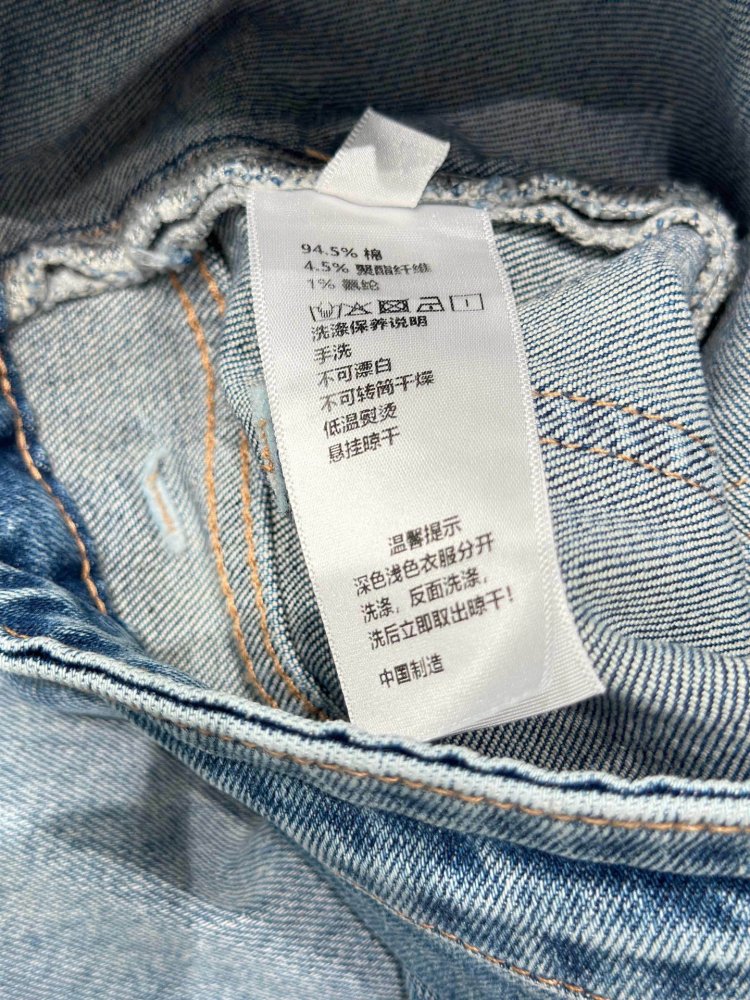 94.5% 棉
4.5% 聚酯纤维
1% 氨纶
洗涤保养说明
手洗
不可漂白
不可转筒干燥
低温熨烫
悬挂晾干
温馨提示
深色浅色衣服分开
洗涤，反面洗涤，
洗后立即取出晾干！
中国制造